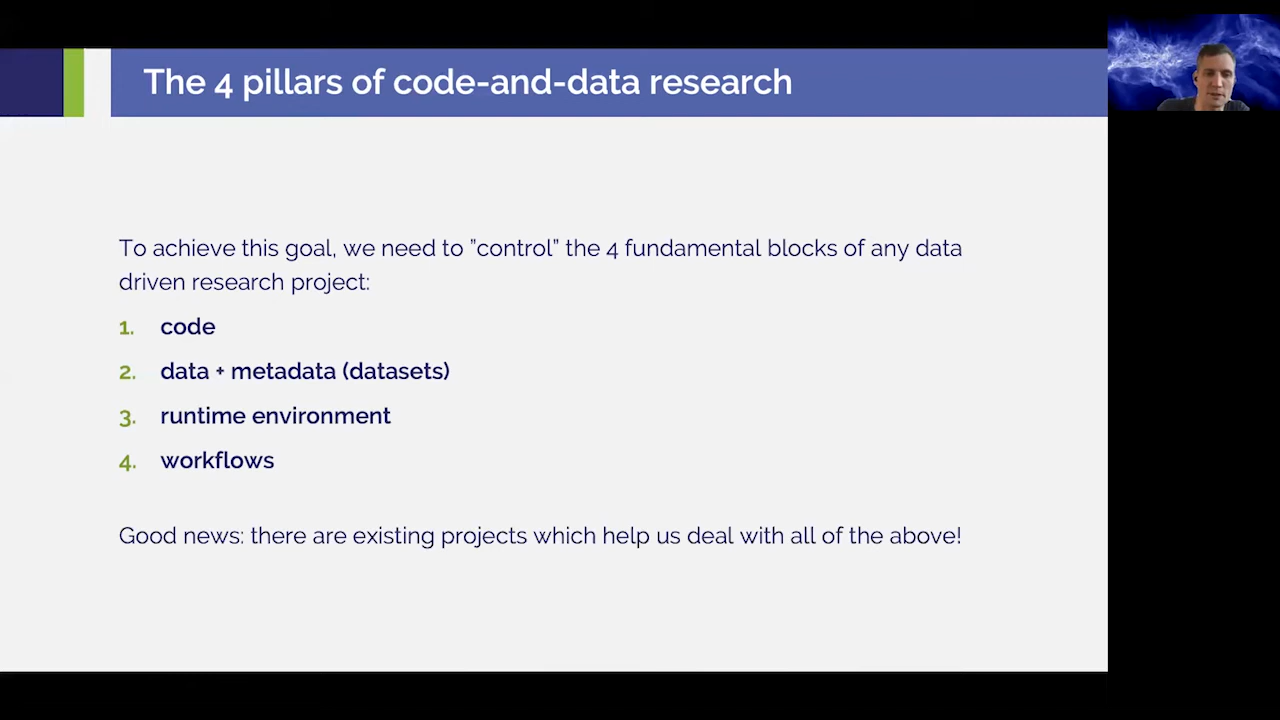 The 4 pillars of code-and-data research
To achieve this goal, we need to ”control” the 4 fundamental blocks of any data
driven research project:
1. code
2. data + metadata (datasets)
3. runtime environment
4. workflows
Good news: there are existing projects which help us deal with all of the above!